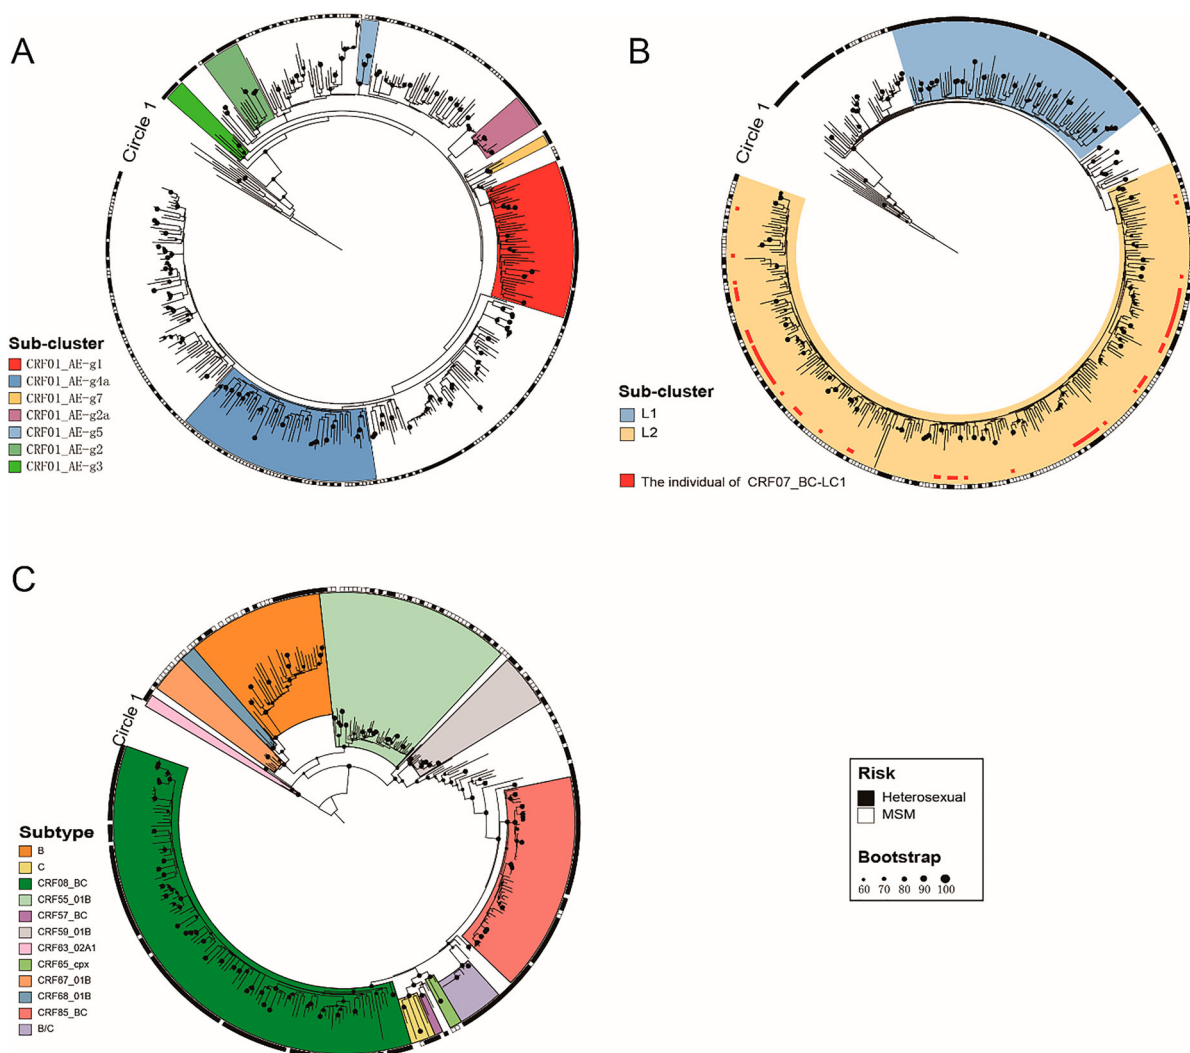 A
Circle 1
Sub-cluster
CRF01_AE-g1
CRF01_AE-g4a
CRF01_AE-g7
CRF01_AE-g2a
CRF01_AE-g5
CRF01_AE-g2
CRF01_AE-g3
B
Circle 1
Sub-cluster
L1
L2
The individual of CRF07_BC-LC1
C
Circle 1
Subtype
B
C
CRF08_BC
CRF55_01B
CRF57_BC
CRF59_01B
CRF63_02A1
CRF65_cpx
CRF67_01B
CRF68_01B
CRF85_BC
B/C
Risk
Heterosexual
MSM
Bootstrap
60 70 80 90 100